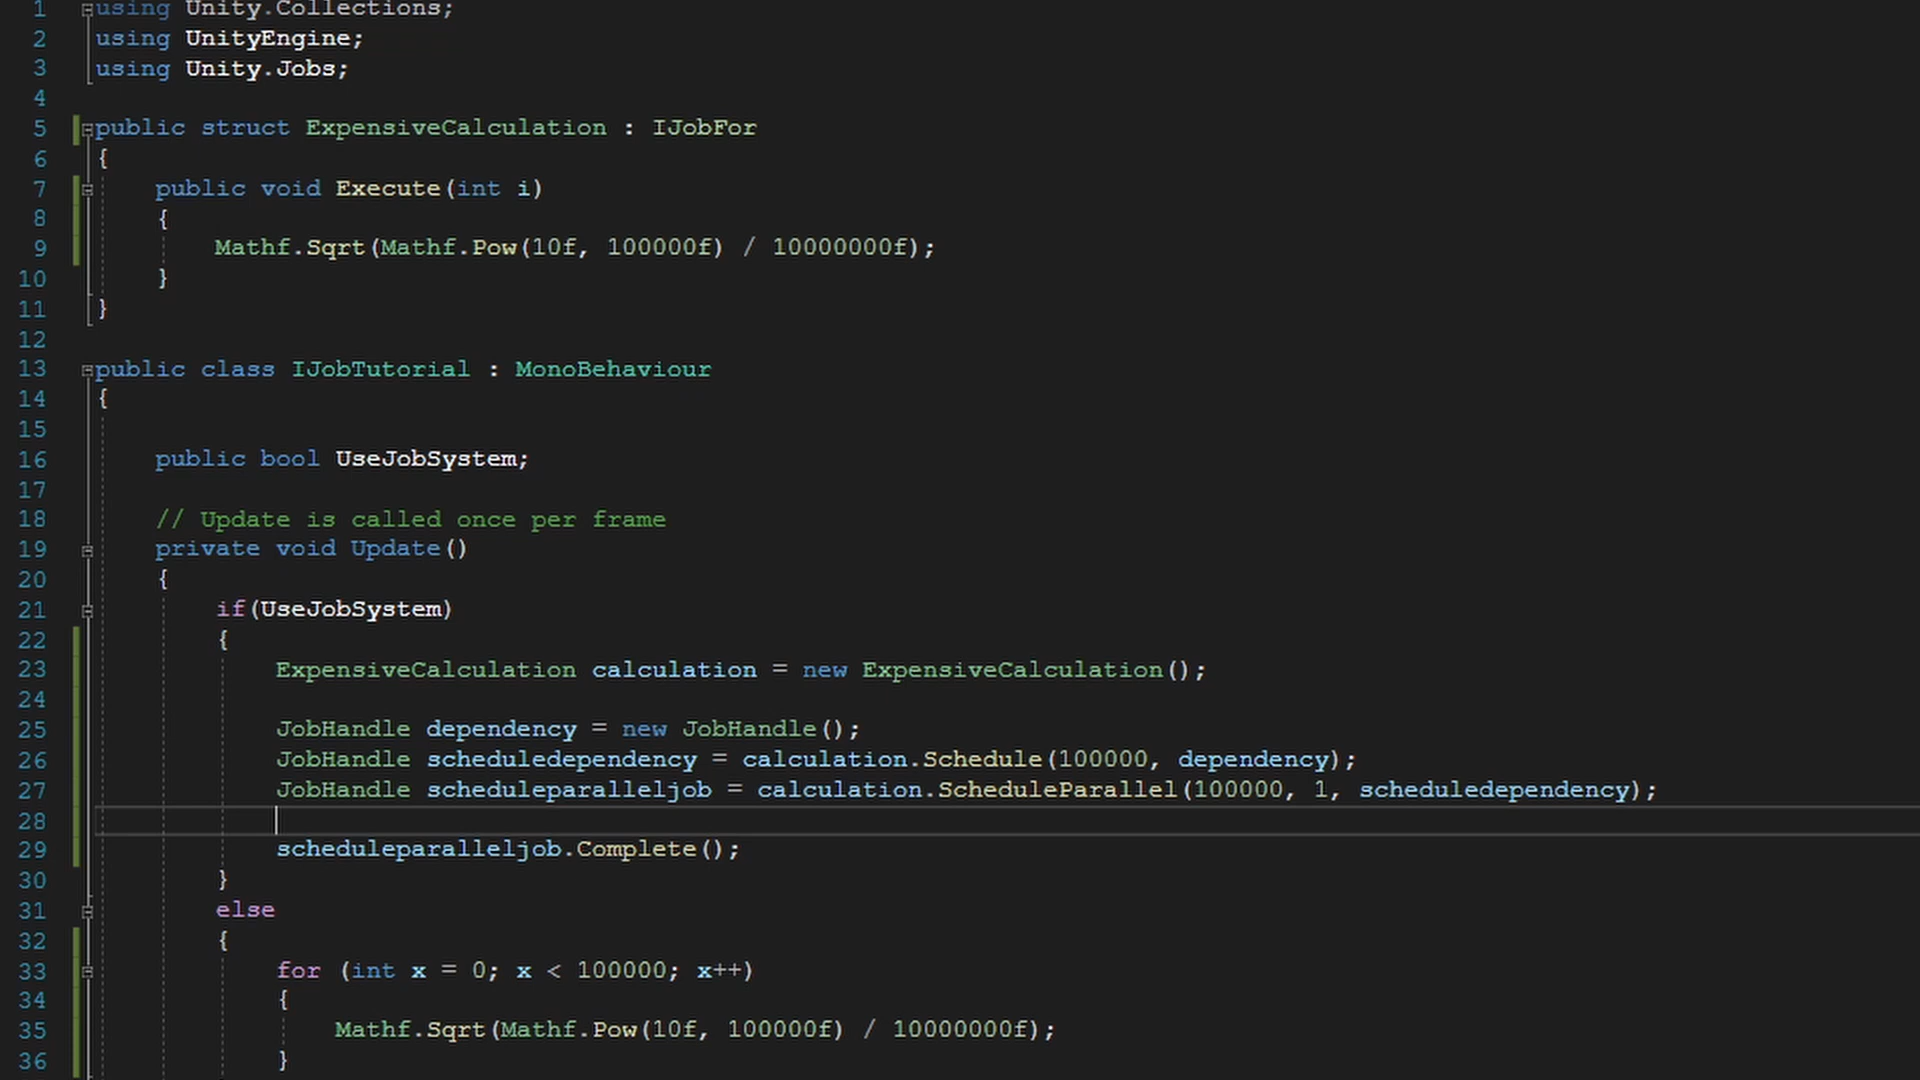 1 using Unity.Collections;
2 using UnityEngine;
3 using Unity.Jobs;
4
5 public struct ExpensiveCalculation : IJobFor
6 {
7 public void Execute(int i)
8 {
9 Mathf.Sqrt(Mathf.Pow(10f, 100000f) / 10000000f);
10 }
11 }
12
13 public class IJobTutorial : MonoBehaviour
14 {
15
16 public bool UseJobSystem;
17
18 // Update is called once per frame
19 private void Update()
20 {
21 if(UseJobSystem)
22 {
23 ExpensiveCalculation calculation = new ExpensiveCalculation();
24
25 JobHandle dependency = new JobHandle();
26 JobHandle scheduledependency = calculation.Schedule(100000, dependency);
27 JobHandle scheduleparalleljob = calculation.ScheduleParallel(100000, 1, scheduledependency);
28
29 scheduleparalleljob.Complete();
30 }
31 else
32 {
33 for (int x = 0; x < 100000; x++)
34 {
35 Mathf.Sqrt(Mathf.Pow(10f, 100000f) / 10000000f);
36 }